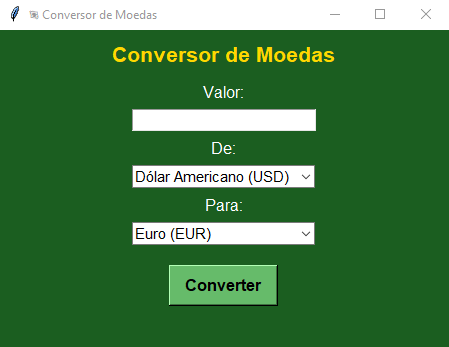 Conversor de Moedas
Conversor de Moedas
Valor:
De:
Dólar Americano (USD)
Para:
Euro (EUR)
Converter